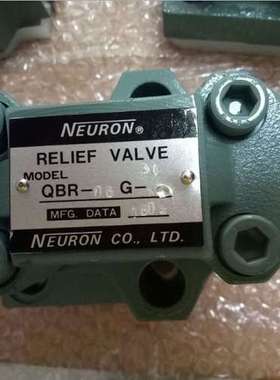 NEURON®
RELIEF VALVE
MODEL
QBR- G-
MFG. DATA
NEURON CO., LTD.